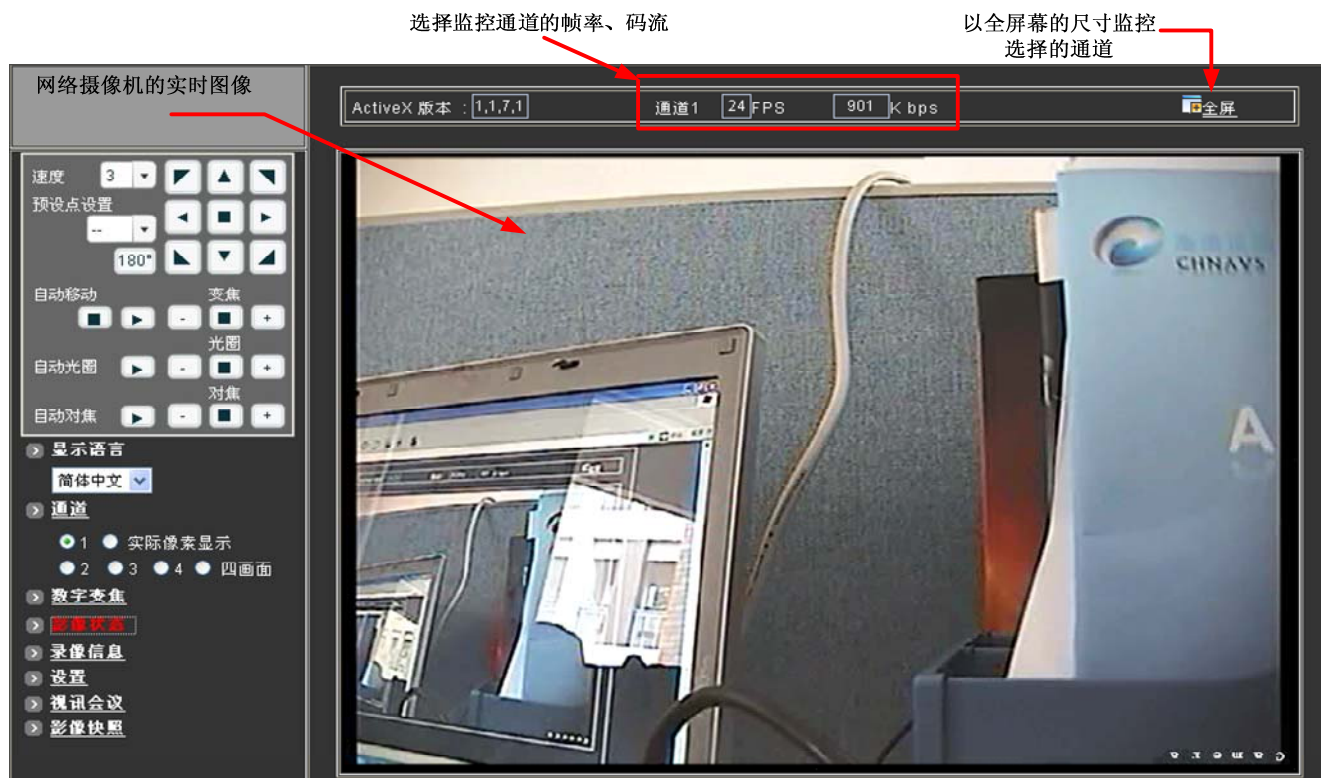 选择监控通道的帧率、码流
以全屏幕的尺寸监控
选择的通道
网络摄像机的实时图像
ActiveX 版本 : 1,1,7,1 通道1 24 FPS 901 K bps 全屏
速度 3
预设点设置
--
180°
自动移动 变焦
- +
光圈
自动光圈 - +
对焦
自动对焦 - +
显示语言
简体中文
通道
1 实际像素显示
2 3 4 四画面
数字变焦
影像状态
录像信息
设置
视讯会议
影像快照
CHNAVS
A
Camera